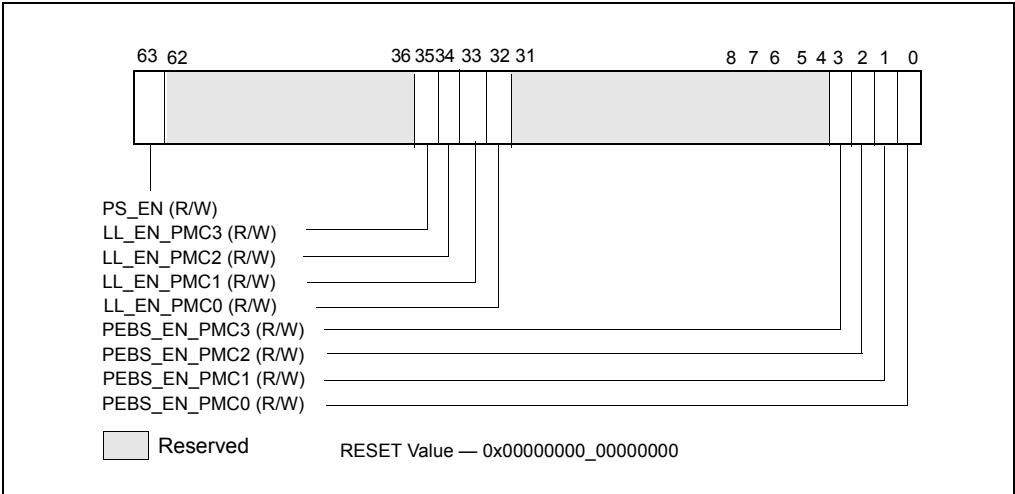 63 62 36 35 34 33 32 31 8 7 6 5 4 3 2 1 0
PS_EN (R/W)
LL_EN_PMC3 (R/W)
LL_EN_PMC2 (R/W)
LL_EN_PMC1 (R/W)
LL_EN_PMC0 (R/W)
PEBS_EN_PMC3 (R/W)
PEBS_EN_PMC2 (R/W)
PEBS_EN_PMC1 (R/W)
PEBS_EN_PMC0 (R/W)
Reserved RESET Value — 0x00000000_00000000